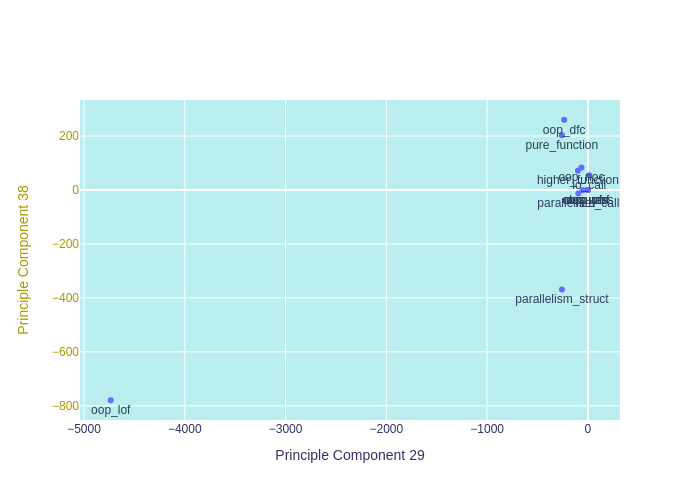 200
0
−200
−400
−600
−800
Principle Component 38
oop_dfc
pure_function
higher_function
io_call
parallelism_struct
oop_lof
−5000
−4000
−3000
−2000
−1000
0
Principle Component 29